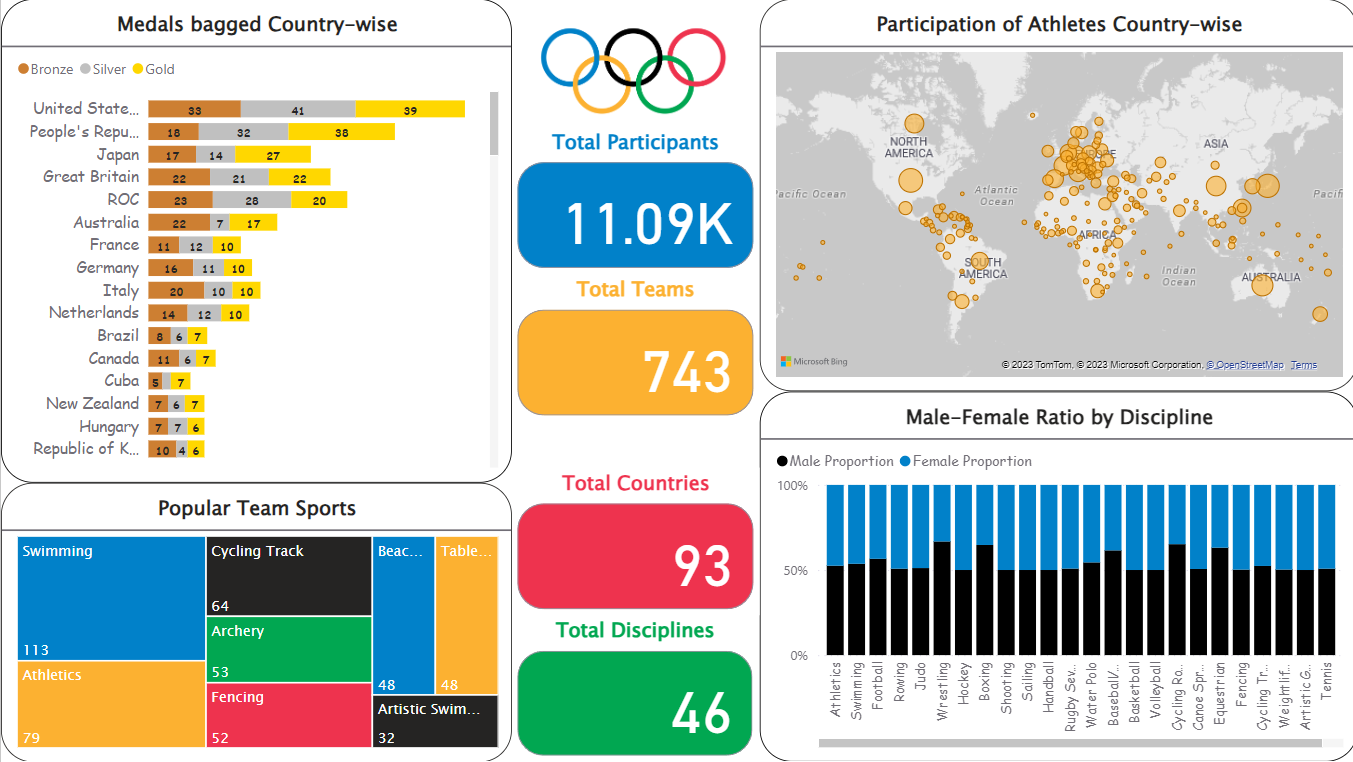 Medals bagged Country-wise
Bronze Silver Gold
United State... 33 41 39
People's Repu... 18 32 38
Japan 17 14 27
Great Britain 22 21 22
ROC 23 28 20
Australia 22 7 17
France 11 12 10
Germany 16 11 10
Italy 20 10 10
Netherlands 14 12 10
Brazil 8 6 7
Canada 11 6 7
Cuba 5 7
New Zealand 7 6 7
Hungary 7 7 6
Republic of K... 10 4 6
Popular Team Sports
Swimming
113
Athletics
79
Cycling Track
64
Archery
53
Fencing
52
Beac...
48
Table...
48
Artistic Swim...
32
Total Participants
11.09K
Total Teams
743
Total Countries
93
Total Disciplines
46
Participation of Athletes Country-wise
NORTH
AMERICA
ASIA
Pacific Ocean
Atlantic
Ocean
AFRICA
SOUTH
AMERICA
Indian
Ocean
AUSTRALIA
Microsoft Bing
© 2023 TomTom, © 2023 Microsoft Corporation, © OpenStreetMap Terms
Male-Female Ratio by Discipline
Male Proportion Female Proportion
100%
50%
0%
Athletics
Swimming
Football
Rowing
Judo
Wrestling
Hockey
Boxing
Shooting
Sailing
Handball
Rugby Sev...
Water Polo
Baseball/...
Basketball
Volleyball
Cycling Ro...
Canoe Spr...
Equestrian
Fencing
Cycling Tr...
Weightlif...
Artistic G...
Tennis